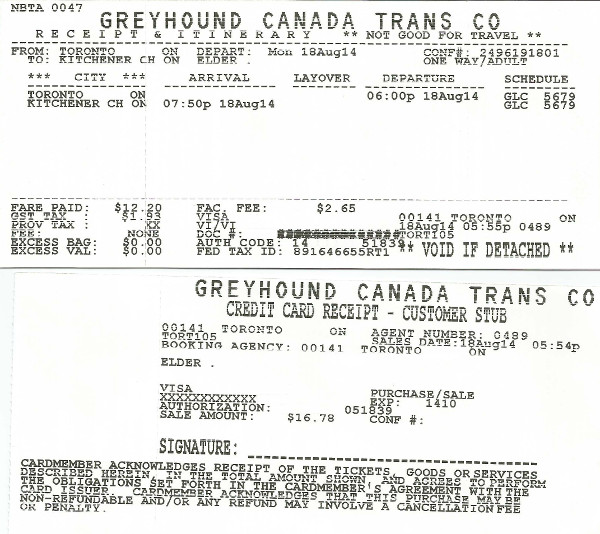 NBTA 0047
GREYHOUND CANADA TRANS CO
RECEIPT & ITINERARY ** NOT GOOD FOR TRAVEL **
FROM: TORONTO ON DEPART: Mon 18Aug14 CONF#: 2496191801
TO: KITCHENER CH ON ELDER . ONE WAY/ADULT
*** CITY *** ARRIVAL LAYOVER DEPARTURE SCHEDULE
TORONTO ON 06:00p 18Aug14 GLC 5679
KITCHENER CH ON 07:50p 18Aug14 GLC 5679
FARE PAID: $12.20 FAC. FEE: $2.65
GST TAX : $1.93 VISA 00141 TORONTO ON
PROV TAX : XX VI/VI 18Aug14 05:55p 0489
FEE: NONE DOC #: TORT105
EXCESS BAG: $0.00 AUTH CODE: 14 51839 ** VOID IF DETACHED **
EXCESS VAL: $0.00 FED TAX ID: 891646655RT1
GREYHOUND CANADA TRANS CO
CREDIT CARD RECEIPT - CUSTOMER STUB
00141 TORONTO ON AGENT NUMBER: 0489
TORT105 SALES DATE:18Aug14 05:54p
BOOKING AGENCY: 00141 TORONTO ON
ELDER .
VISA PURCHASE/SALE
XXXXXXXXXXXX EXP: 1410
AUTHORIZATION: 051839
SALE AMOUNT: $16.78 CONF #:
SIGNATURE:
CARDMEMBER ACKNOWLEDGES RECEIPT OF THE TICKETS, GOODS OR SERVICES
DESCRIBED HEREIN, IN THE TOTAL AMOUNT SHOWN, AND AGREES TO PERFORM
THE OBLIGATIONS SET FORTH IN THE CARDMEMBER'S AGREEMENT WITH THE
CARD ISSUER. CARDMEMBER ACKNOWLEDGES THAT THIS PURCHASE MAY BE
NON-REFUNDABLE AND/OR ANY REFUND MAY INVOLVE A CANCELLATION FEE
OR PENALTY.